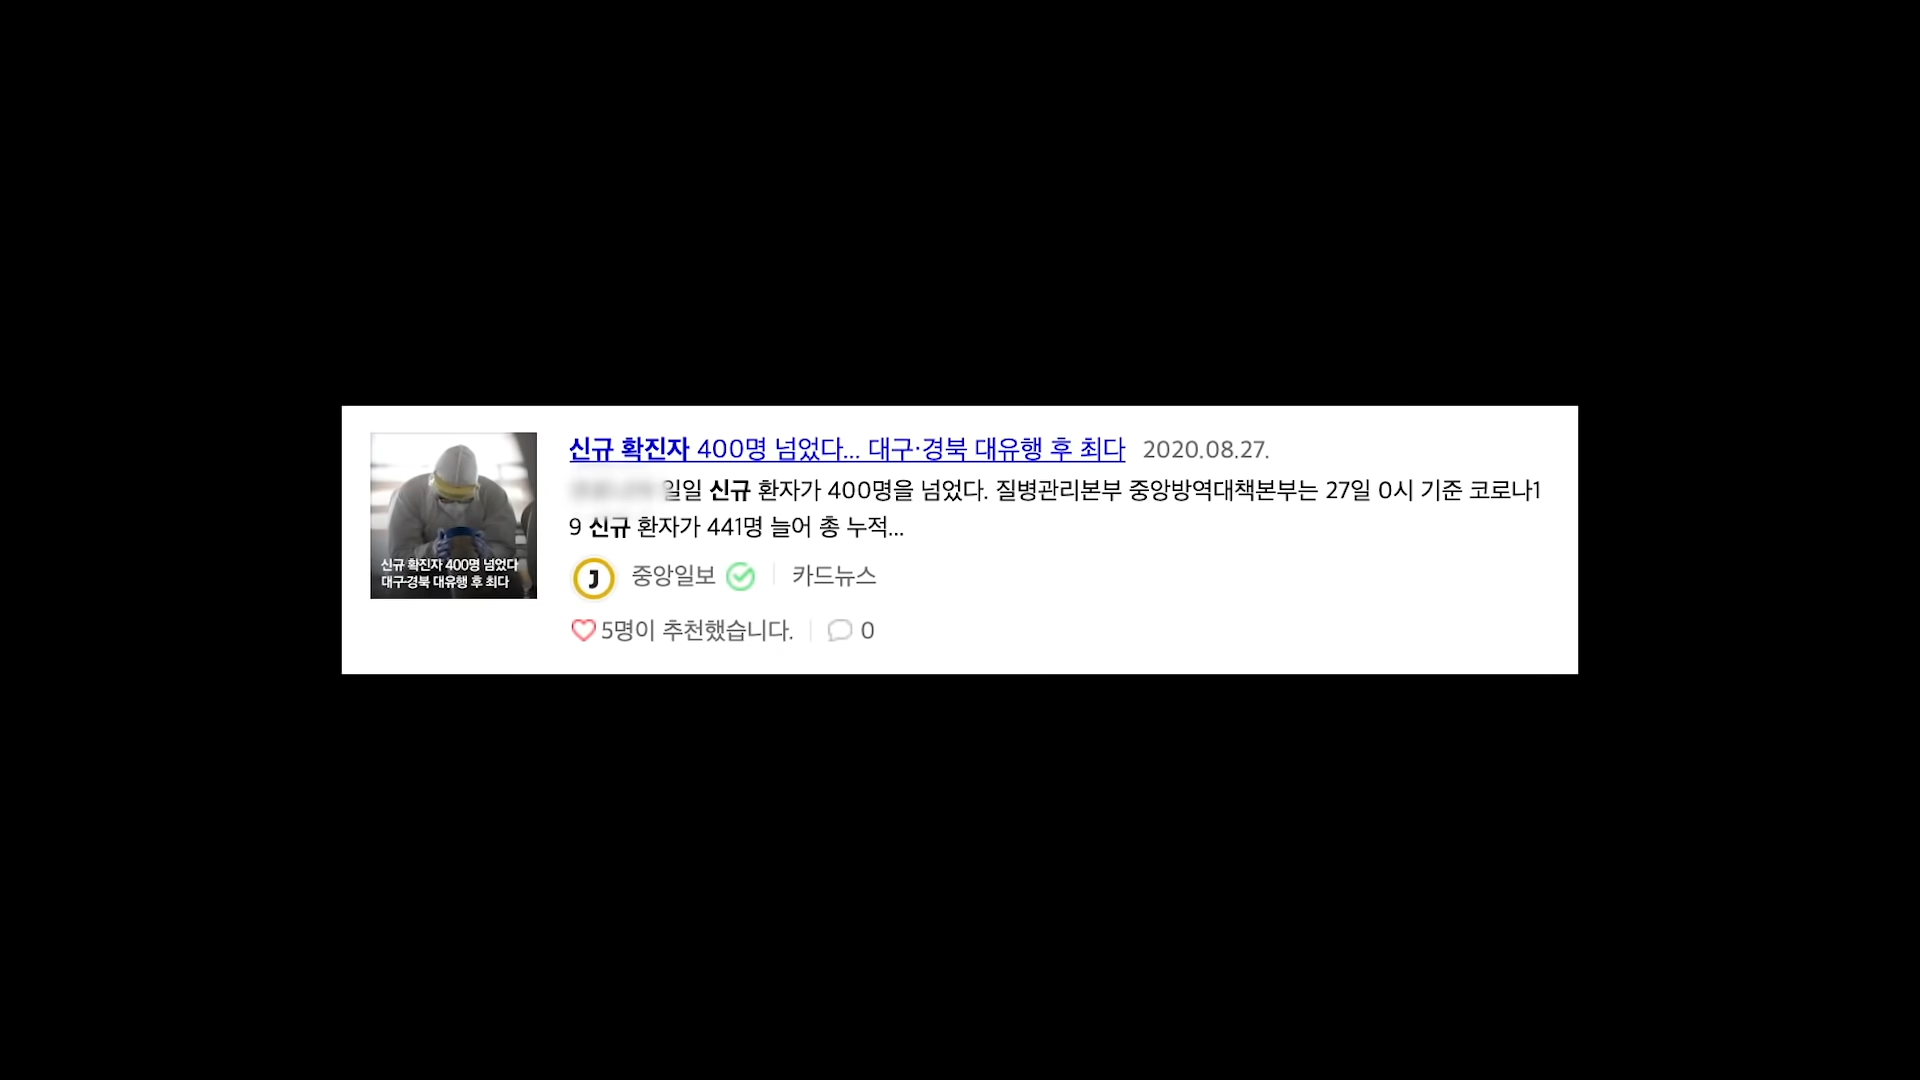 신규 확진자 400명 넘었다
대구·경북 대유행 후 최다
신규 확진자 400명 넘었다... 대구·경북 대유행 후 최다 2020.08.27.
일일 신규 환자가 400명을 넘었다. 질병관리본부 중앙방역대책본부는 27일 0시 기준 코로나1
9 신규 환자가 441명 늘어 총 누적...
J 중앙일보 카드뉴스
5명이 추천했습니다. 0